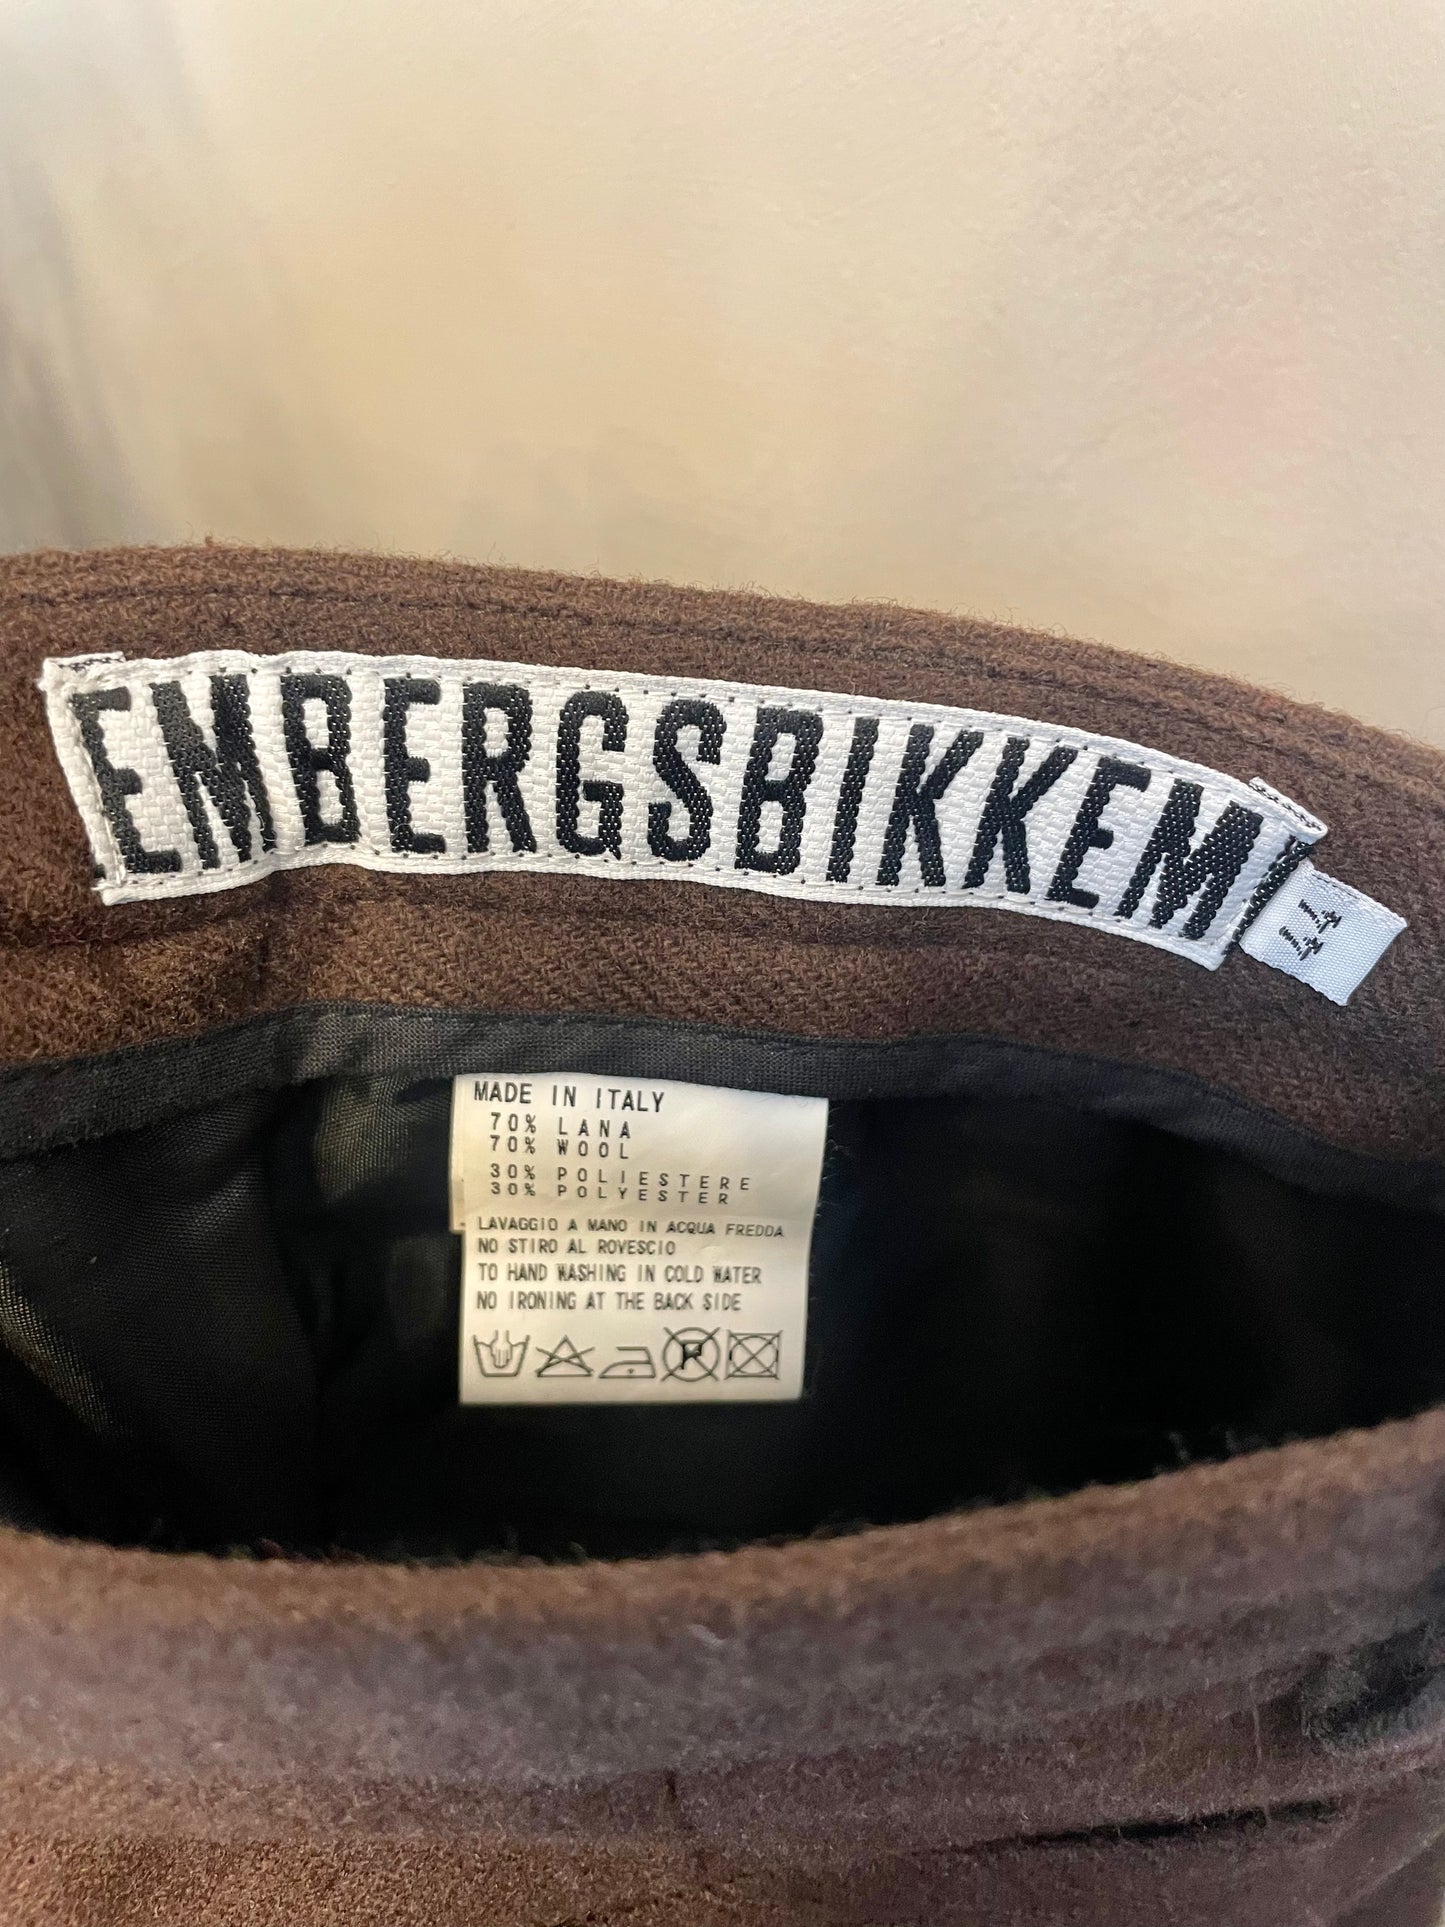 EMBERGSBIKKEM
44
MADE IN ITALY
70% LANA
70% WOOL
30% POLIESTERE
30% POLYESTER
LAVAGGIO A MANO IN ACQUA FREDDA
NO STIRO AL ROVESCIO
TO HAND WASHING IN COLD WATER
NO IRONING AT THE BACK SIDE
P